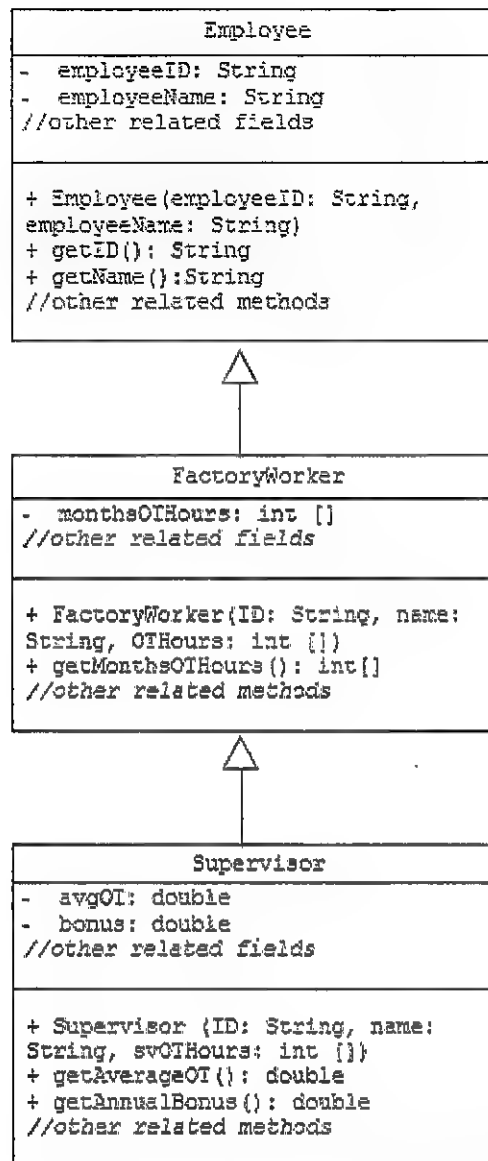 Employee
- employeeID: String
- employeeName: String
//other related fields
+ Employee(employeeID: String,
employeeName: String)
+ getID(): String
+ getName():String
//other related methods
FactoryWorker
- monthsOTHours: int []
//other related fields
+ FactoryWorker(ID: String, name:
String, OTHours: int [])
+ getMonthsOTHours(): int[]
//other related methods
Supervisor
- avgOT: double
- bonus: double
//other related fields
+ Supervisor (ID: String, name:
String, svOTHours: int [])
+ getAverageOT(): double
+ getAnnualBonus(): double
//other related methods